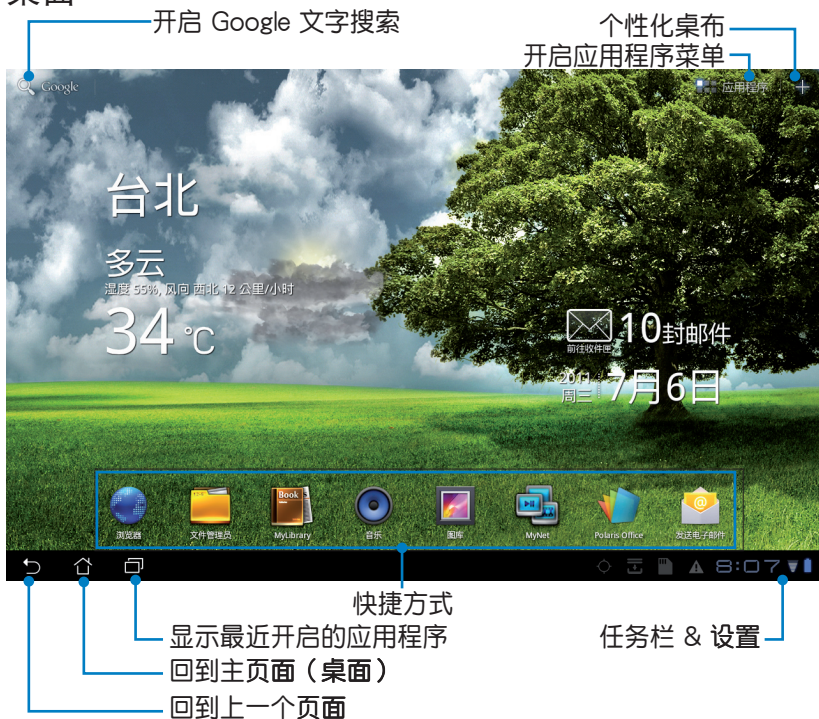 桌面
开启 Google 文字搜索
个性化桌布
开启应用程序菜单
Google
应用程序
台北
多云
湿度 55%, 风向 西北 12 公里/小时
34 ℃
10封邮件
前往收件匣
2011
周三
7月6日
Book
浏览器
文件管理员
MyLibrary
音乐
图库
MyNet
Polaris Office
发送电子邮件
8:07
快捷方式
显示最近开启的应用程序
任务栏 & 设置
回到主页面（桌面）
回到上一个页面